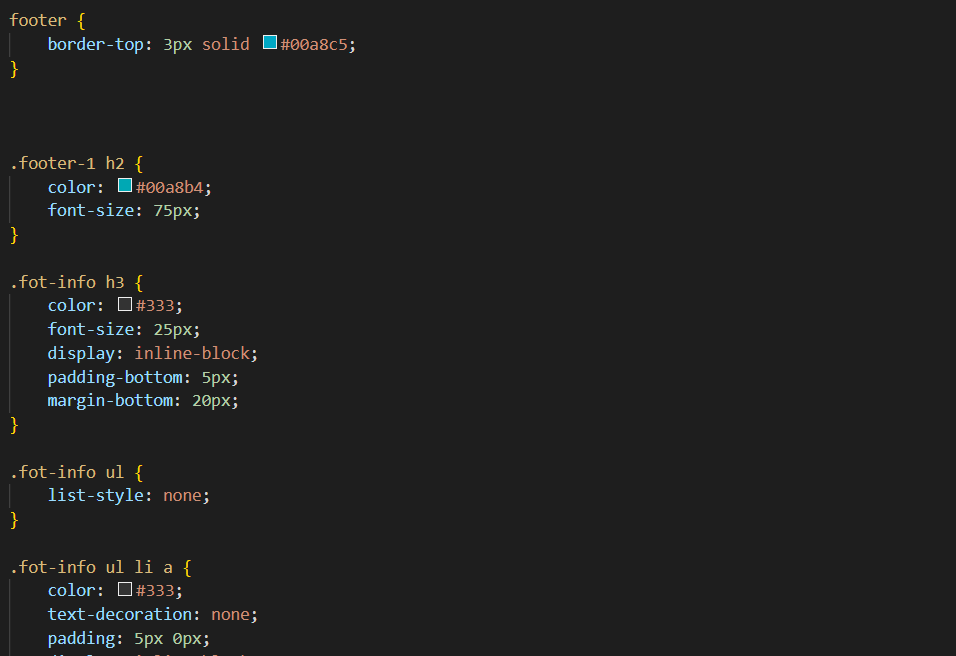 footer {
    border-top: 3px solid #00a8c5;
}
.footer-1 h2 {
    color: #00a8b4;
    font-size: 75px;
}
.fot-info h3 {
    color: #333;
    font-size: 25px;
    display: inline-block;
    padding-bottom: 5px;
    margin-bottom: 20px;
}
.fot-info ul {
    list-style: none;
}
.fot-info ul li a {
    color: #333;
    text-decoration: none;
    padding: 5px 0px;